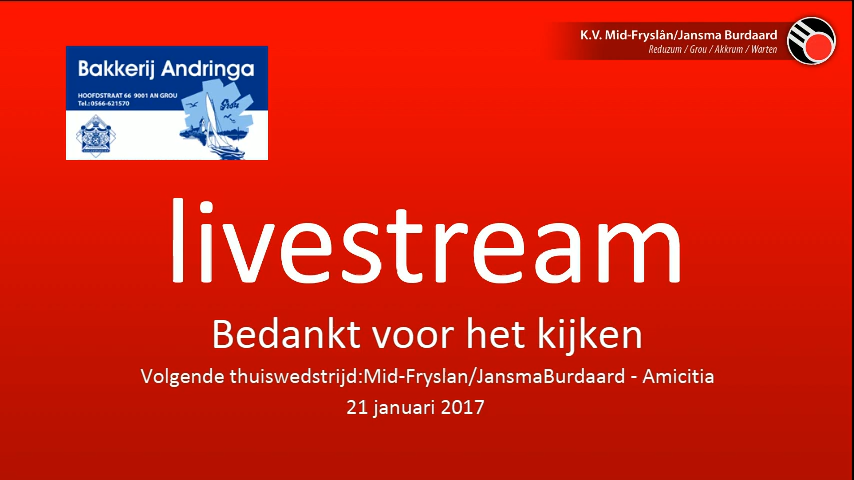 K.V. Mid-Fryslân/Jansma Burdaard
Reduzum / Grou / Akkrum / Warten
Bakkerij Andringa
HOOFDSTRAAT 66 9001 AN GROU
Tel.: 0566-621570
Grou
livestream
Bedankt voor het kijken
Volgende thuiswedstrijd:Mid-Fryslan/JansmaBurdaard - Amicitia
21 januari 2017